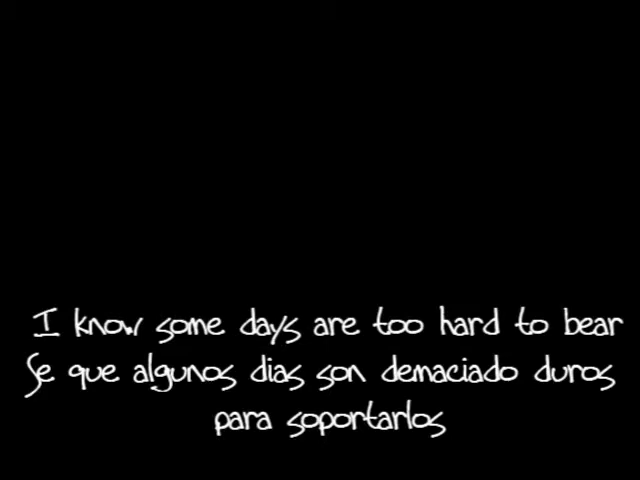 I know some days are too hard to bear
Se que algunos dias son demaciado duros
para soportarlos